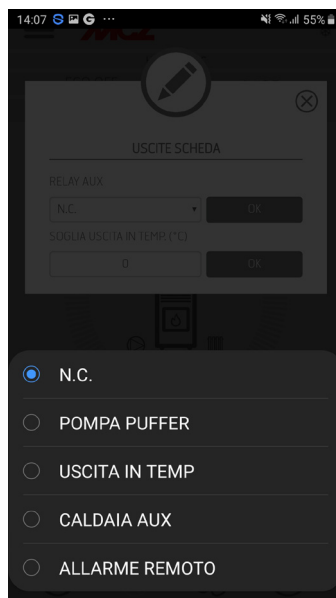 14:07
55%
MCZ
USCITE SCHEDA
RELAY AUX
N.C.
OK
SOGLIA USCITA IN TEMP. (°C)
0
OK
N.C.
POMPA PUFFER
USCITA IN TEMP
CALDAIA AUX
ALLARME REMOTO